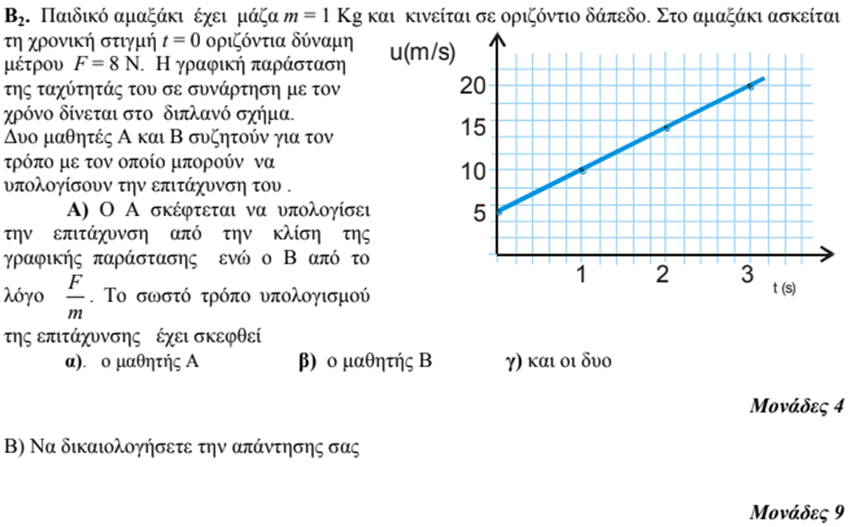 Β₂. Παιδικό αμαξάκι έχει μάζα m = 1 Kg και κινείται σε οριζόντιο δάπεδο. Στο αμαξάκι ασκείται
τη χρονική στιγμή t = 0 οριζόντια δύναμη
μέτρου F = 8 N. Η γραφική παράσταση
της ταχύτητάς του σε συνάρτηση με τον
χρόνο δίνεται στο διπλανό σχήμα.
Δυο μαθητές Α και Β συζητούν για τον
τρόπο με τον οποίο μπορούν να
υπολογίσουν την επιτάχυνση του .
Α) Ο Α σκέφτεται να υπολογίσει
την επιτάχυνση από την κλίση της
γραφικής παράστασης ενώ ο Β από το
λόγο F/m . Το σωστό τρόπο υπολογισμού
της επιτάχυνσης έχει σκεφθεί
u(m/s)
20
15
10
5
1 2 3
t (s)
α). ο μαθητής Α β) ο μαθητής Β γ) και οι δυο
Μονάδες 4
Β) Να δικαιολογήσετε την απάντησης σας
Μονάδες 9